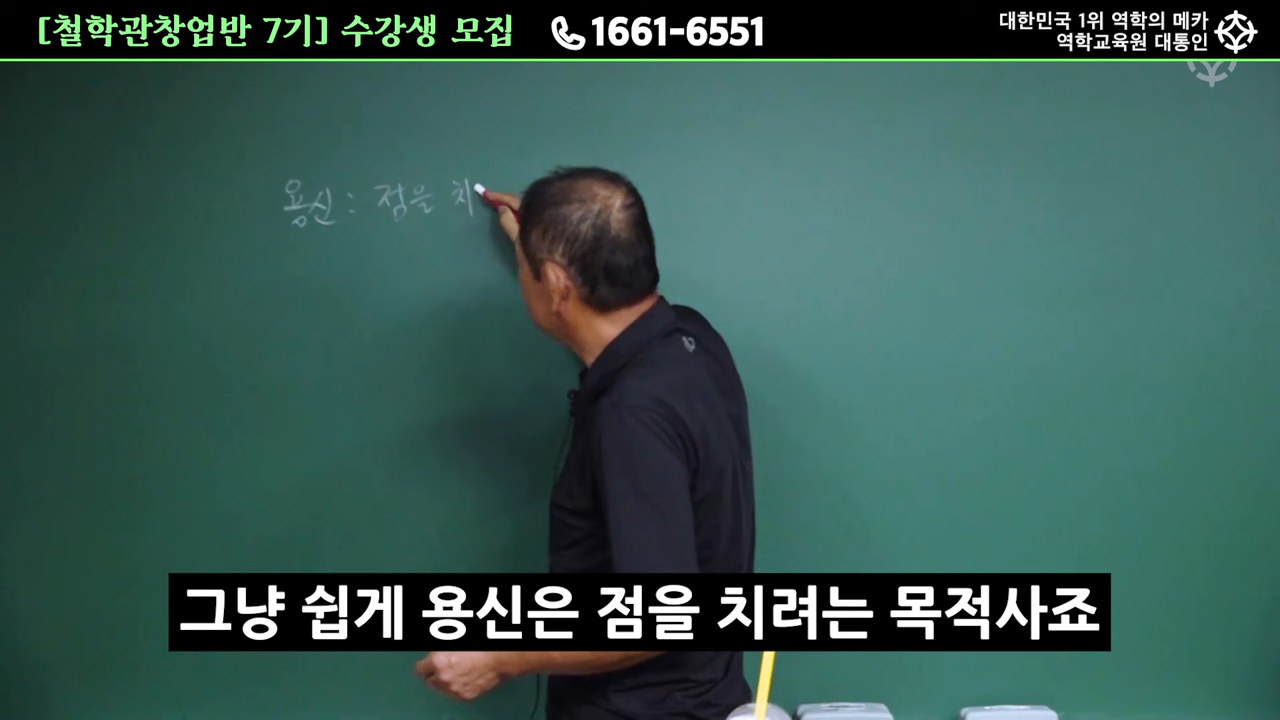 [철학관창업반 7기] 수강생 모집
1661-6551
대한민국 1위 역학의 메카
역학교육원 대통인
용신 : 점을 치
그냥 쉽게 용신은 점을 치려는 목적사죠